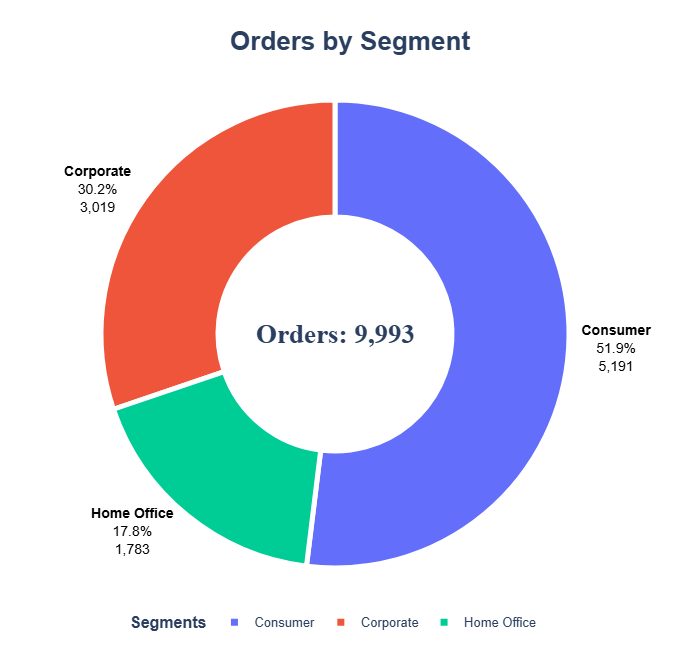 Orders by Segment
Corporate
30.2%
3,019
Orders: 9,993
Consumer
51.9%
5,191
Home Office
17.8%
1,783
Segments Consumer Corporate Home Office